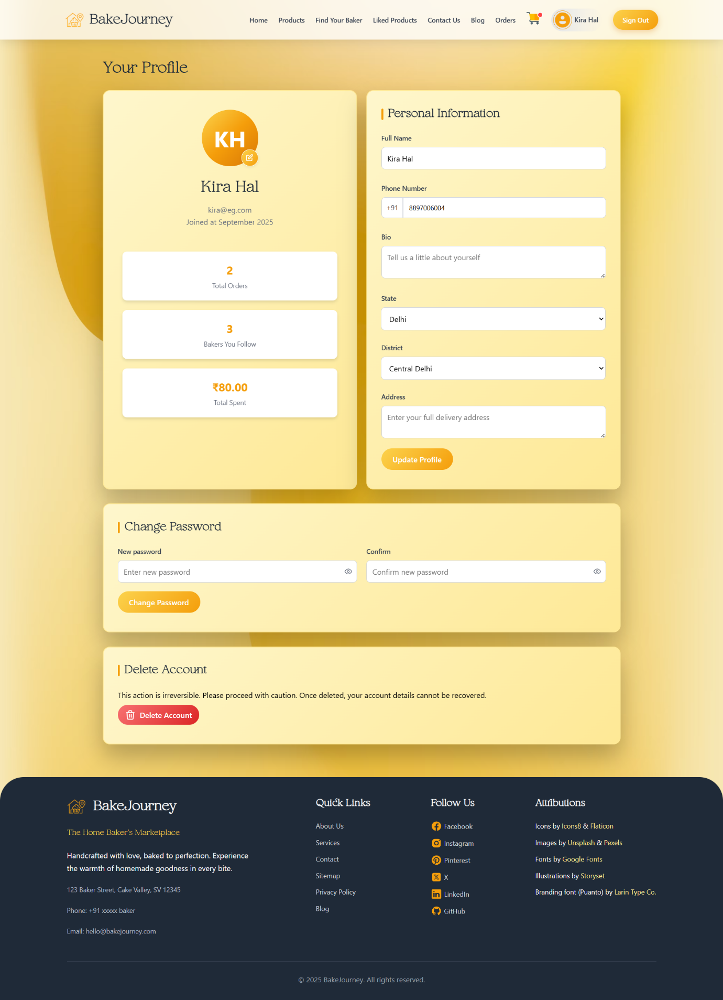 BakeJourney
Home Products Find Your Baker Liked Products Contact Us Blog Orders Kira Hal Sign Out
Your Profile
KH
Kira Hal
kira@eg.com
Joined at September 2025
2
Total Orders
3
Bakers You Follow
₹80.00
Total Spent
Personal Information
Full Name
Kira Hal
Phone Number
+91 8897006004
Bio
Tell us a little about yourself
State
Delhi
District
Central Delhi
Address
Enter your full delivery address
Update Profile
Change Password
New password
Enter new password
Confirm
Confirm new password
Change Password
Delete Account
This action is irreversible. Please proceed with caution. Once deleted, your account details cannot be recovered.
Delete Account
BakeJourney
The Home Baker's Marketplace
Handcrafted with love, baked to perfection. Experience
the warmth of homemade goodness in every bite.
123 Baker Street, Cake Valley, SV 12345
Phone: +91 xxxxx baker
Email: hello@bakejourney.com
Quick Links
About Us
Services
Contact
Sitemap
Privacy Policy
Blog
Follow Us
Facebook
Instagram
Pinterest
X
LinkedIn
GitHub
Attributions
Icons by Icons8 & Flaticon
Images by Unsplash & Pexels
Fonts by Google Fonts
Illustrations by Storyset
Branding font (Puanto) by Larin Type Co.
© 2025 BakeJourney. All rights reserved.